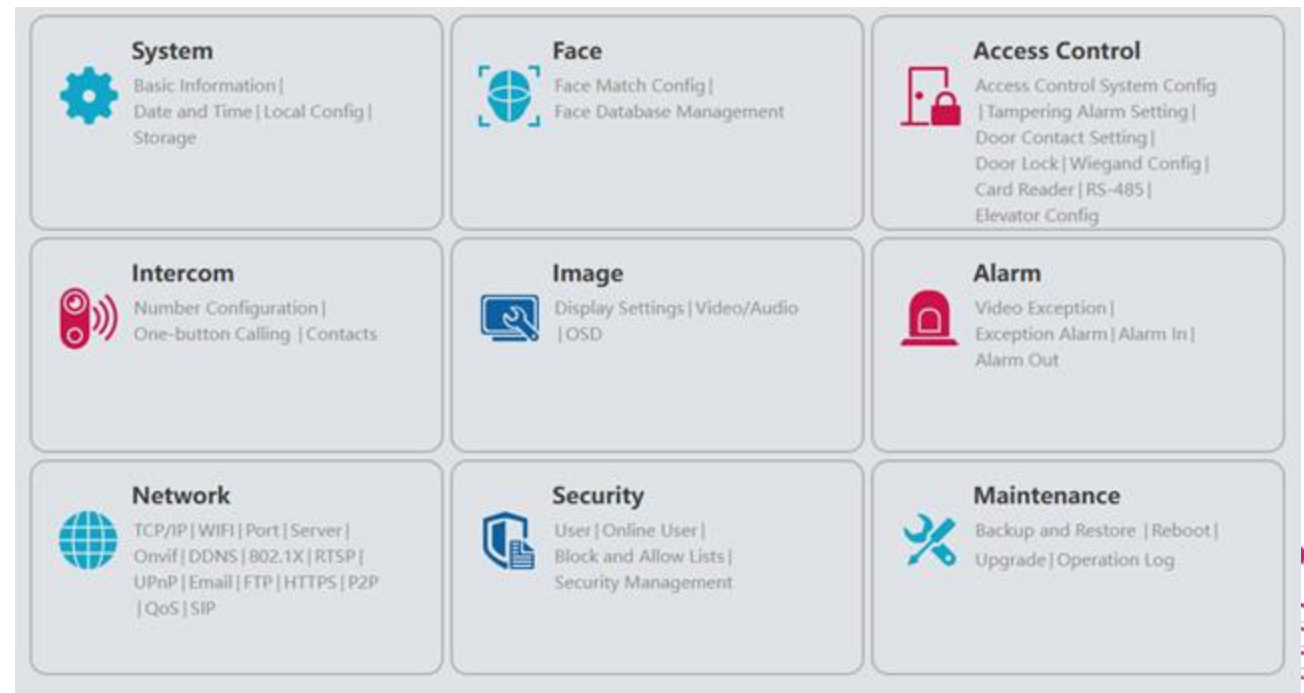 System
Basic Information|
Date and Time|Local Config|
Storage
Face
Face Match Config|
Face Database Management
Access Control
Access Control System Config
|Tampering Alarm Setting|
Door Contact Setting|
Door Lock|Wiegand Config|
Card Reader|RS-485|
Elevator Config
Intercom
Number Configuration|
One-button Calling |Contacts
Image
Display Settings|Video/Audio
|OSD
Alarm
Video Exception|
Exception Alarm|Alarm In|
Alarm Out
Network
TCP/IP|WIFI|Port|Server|
Onvif|DDNS|802.1X|RTSP|
UPnP|Email|FTP|HTTPS|P2P
|QoS|SIP
Security
User|Online User|
Block and Allow Lists|
Security Management
Maintenance
Backup and Restore |Reboot|
Upgrade|Operation Log